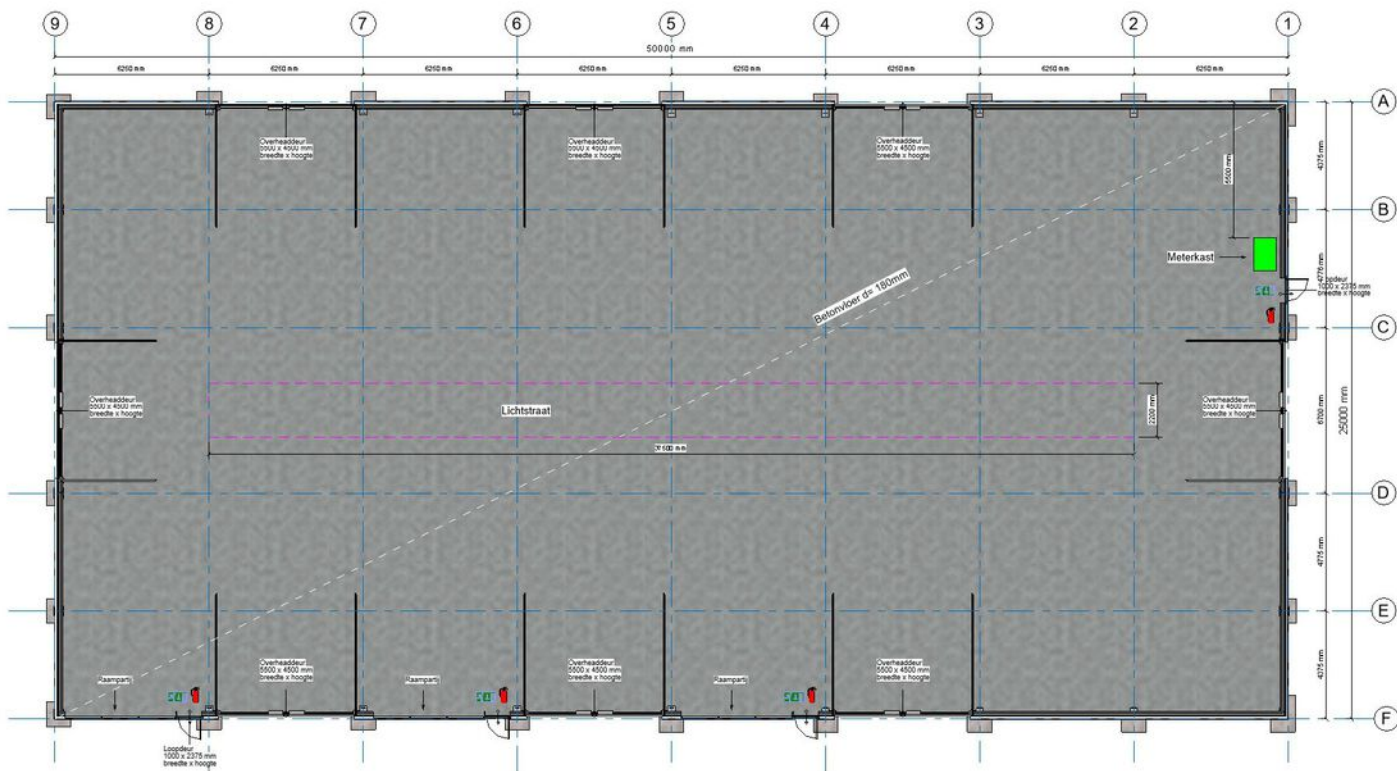 9 8 7 6 5 4 3 2 1
50000 mm
6250 mm 6250 mm 6250 mm 6250 mm 6250 mm 6250 mm 6250 mm 6250 mm
A
Overheaddeur
5500 x 4500 mm
breedte x hoogte
Overheaddeur
5500 x 4500 mm
breedte x hoogte
Overheaddeur
5500 x 4500 mm
breedte x hoogte
5500 mm
4375 mm
B
Meterkast
4775 mm
Loopdeur
1000 x 2375 mm
breedte x hoogte
Betonvloer d= 180mm
C
Overheaddeur
5500 x 4500 mm
breedte x hoogte
Lichtstraat
2200 mm
Overheaddeur
5500 x 4500 mm
breedte x hoogte
6700 mm
25000 mm
37500 mm
D
4775 mm
E
Raampartij
Overheaddeur
5500 x 4500 mm
breedte x hoogte
Raampartij
Overheaddeur
5500 x 4500 mm
breedte x hoogte
Raampartij
Overheaddeur
5500 x 4500 mm
breedte x hoogte
4375 mm
F
Loopdeur
1000 x 2375 mm
breedte x hoogte